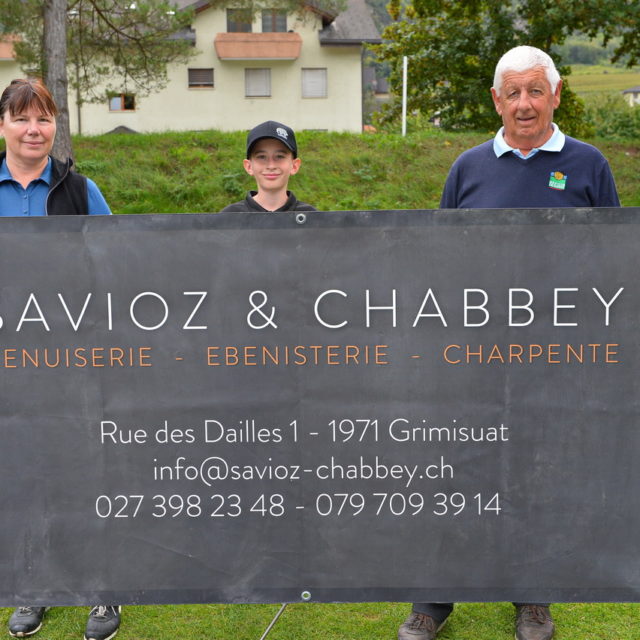 SAVIOZ & CHABBEY
ENUISERIE - EBENISTERIE - CHARPENTE
Rue des Dailles 1 - 1971 Grimisuat
info@savioz-chabbey.ch
027 398 23 48 - 079 709 39 14